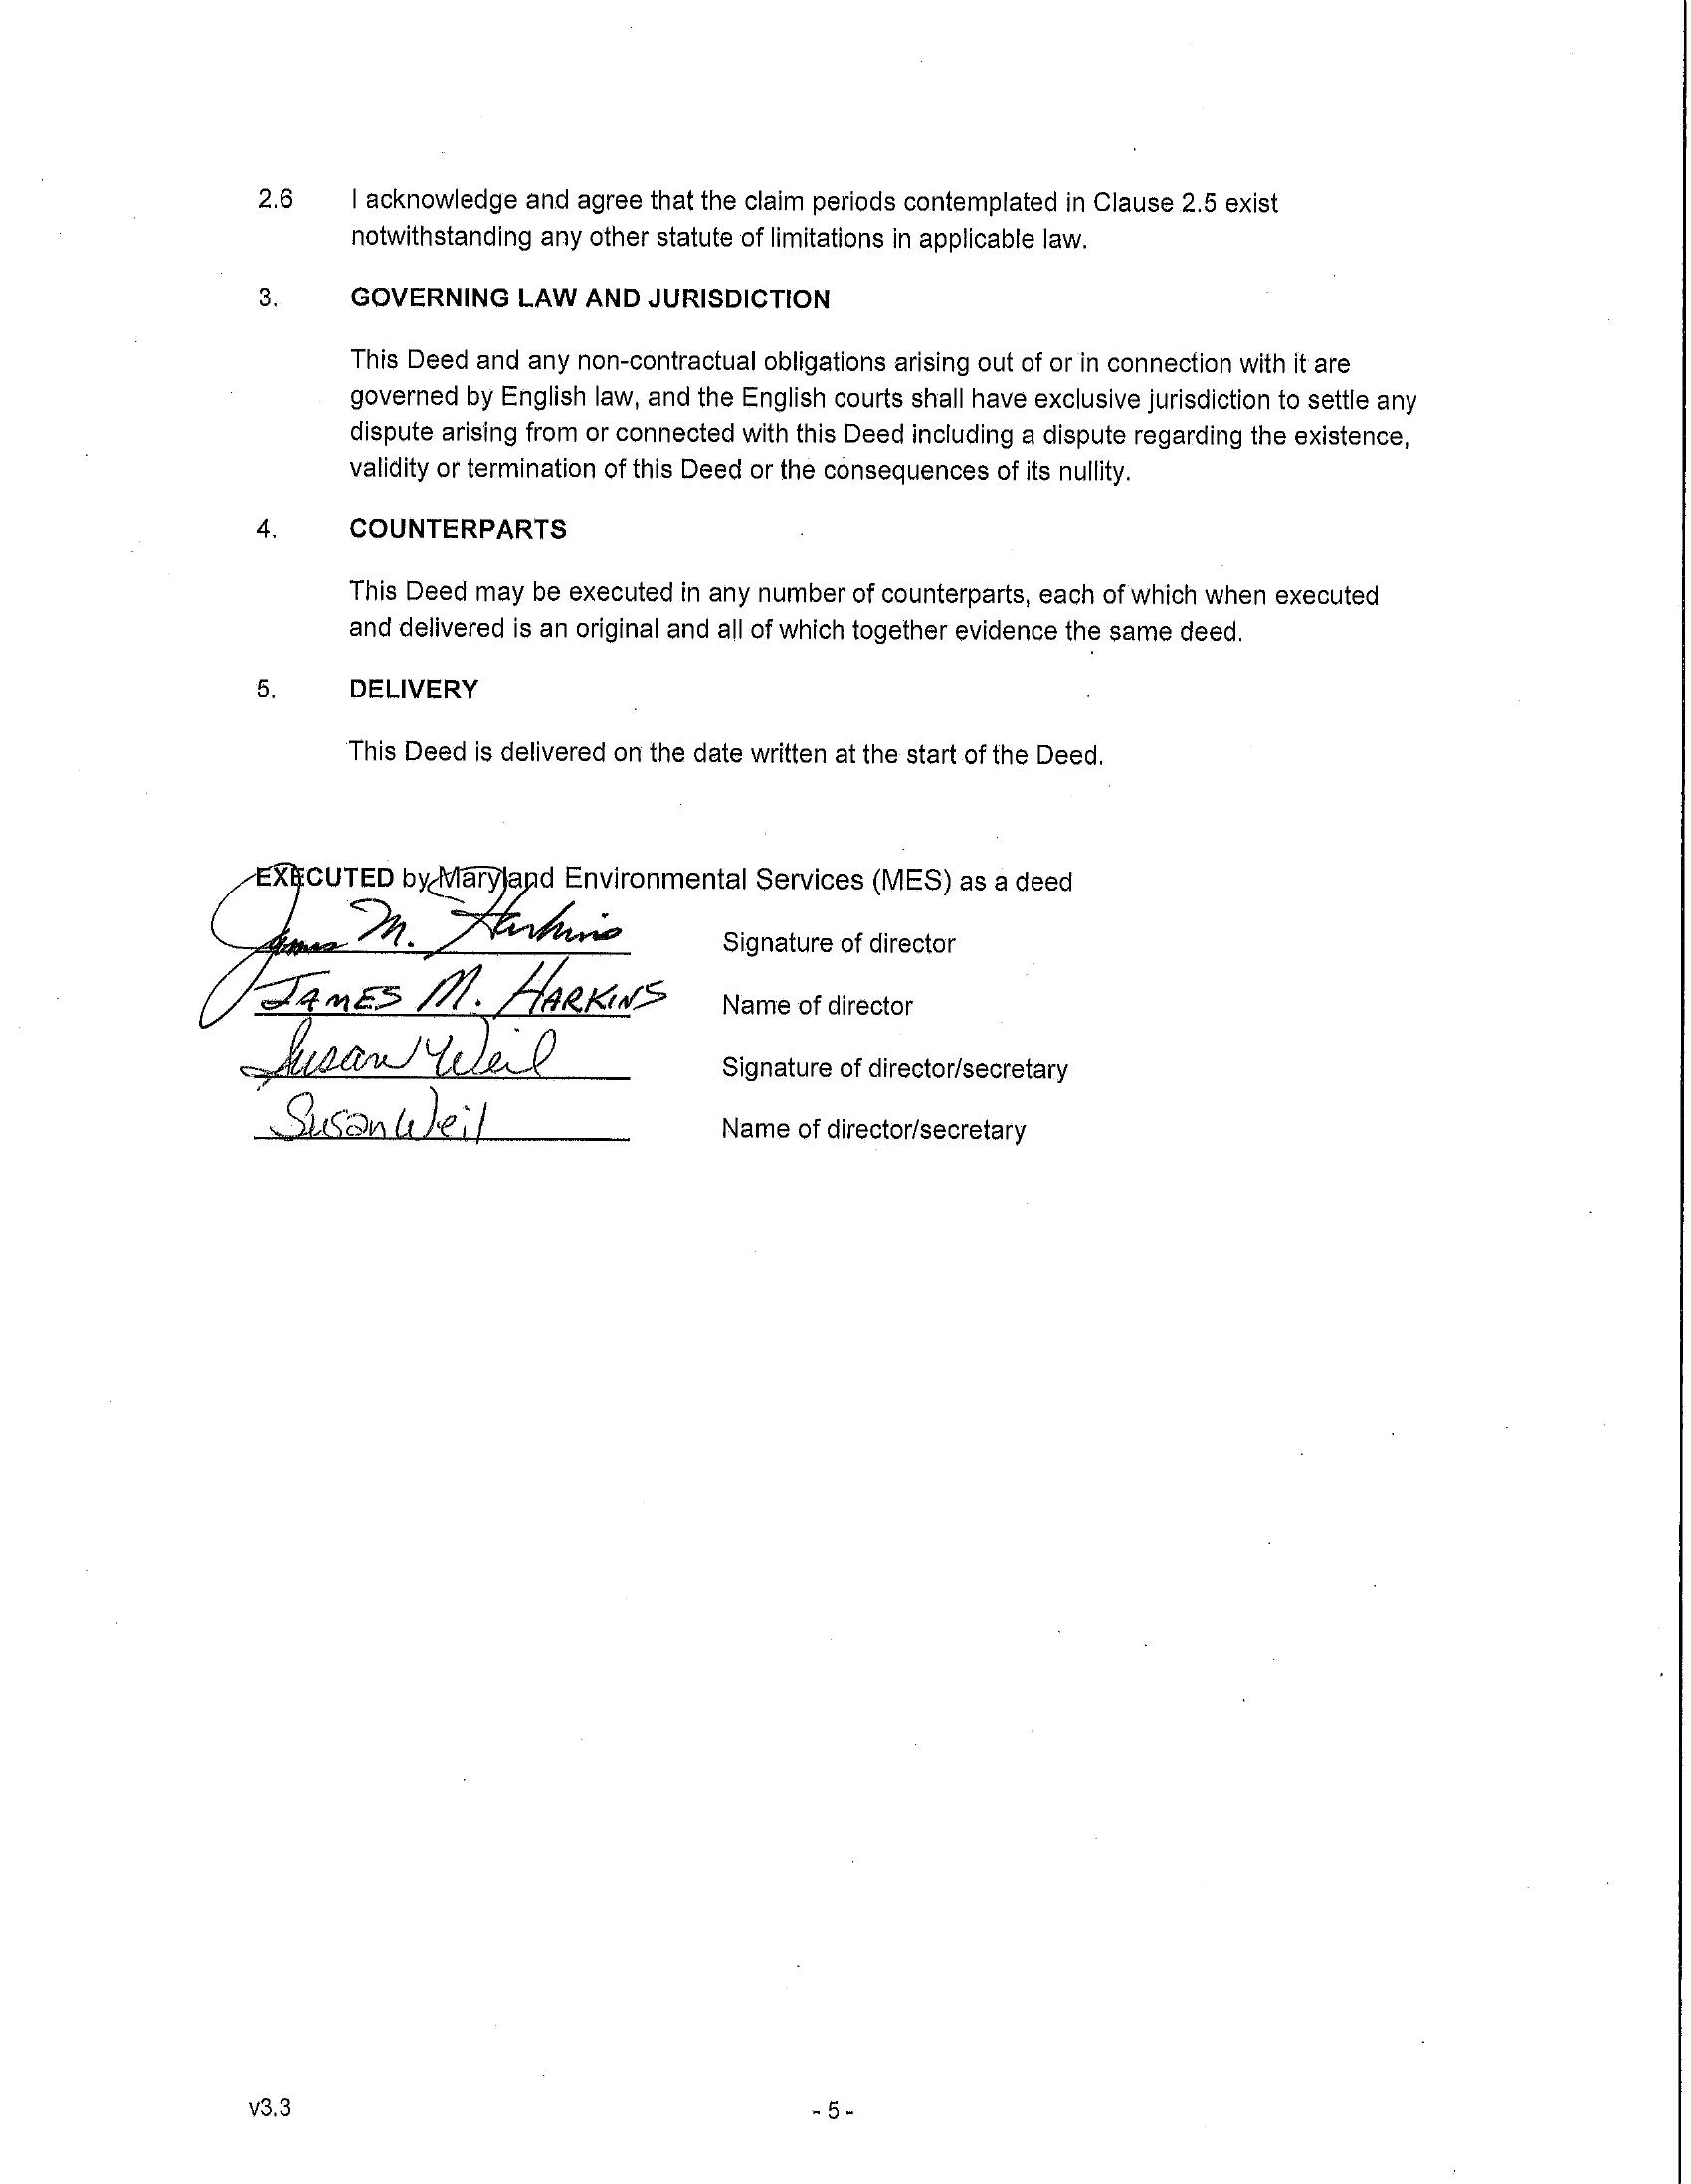 2.6 I acknowledge and agree that the claim periods contemplated in Clause 2.5 exist
notwithstanding any other statute of limitations in applicable law.
3. GOVERNING LAW AND JURISDICTION
This Deed and any non-contractual obligations arising out of or in connection with it are
governed by English law, and the English courts shall have exclusive jurisdiction to settle any
dispute arising from or connected with this Deed including a dispute regarding the existence,
validity or termination of this Deed or the consequences of its nullity.
4. COUNTERPARTS
This Deed may be executed in any number of counterparts, each of which when executed
and delivered is an original and all of which together evidence the same deed.
5. DELIVERY
This Deed is delivered on the date written at the start of the Deed.
EXECUTED by Maryland Environmental Services (MES) as a deed
James M. Harkins Signature of director
JAMES M. HARKINS Name of director
Susan Weil Signature of director/secretary
Susan Weil Name of director/secretary
v3.3 - 5 -